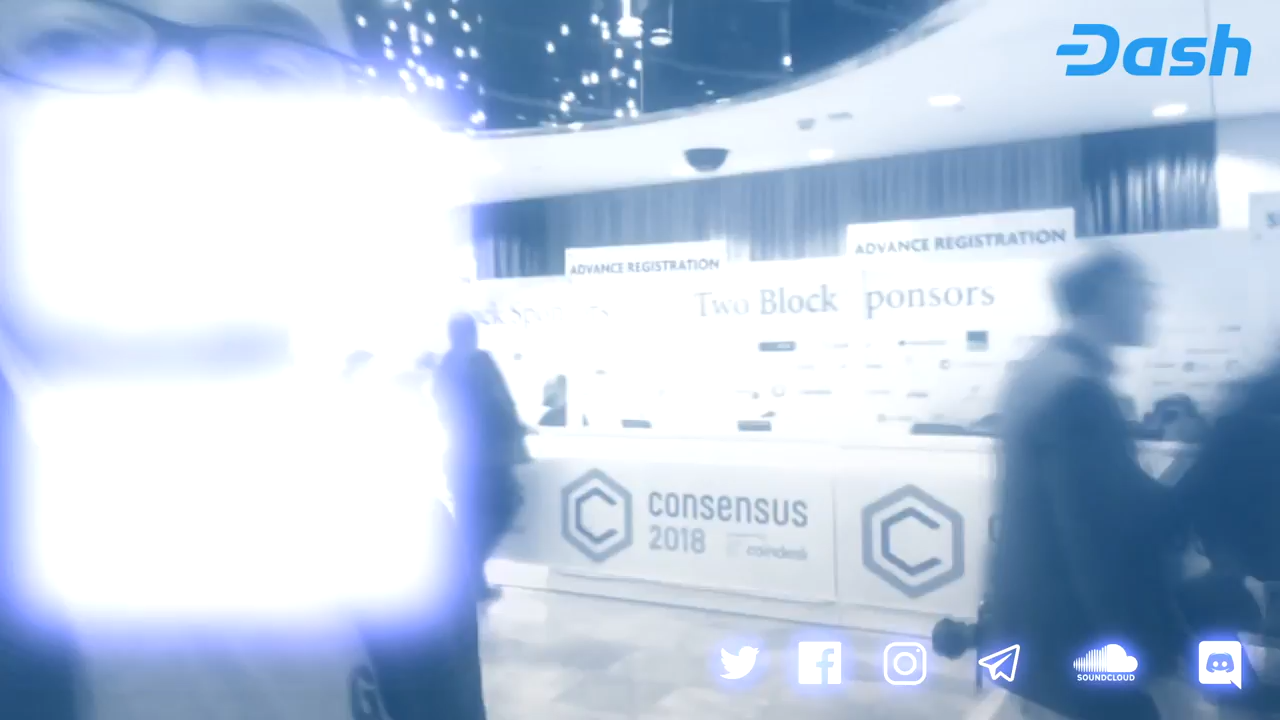 Dash
ADVANCE REGISTRATION
ADVANCE REGISTRATION
Two Block
ponsors
consensus
2018
coindesk
SOUNDCLOUD